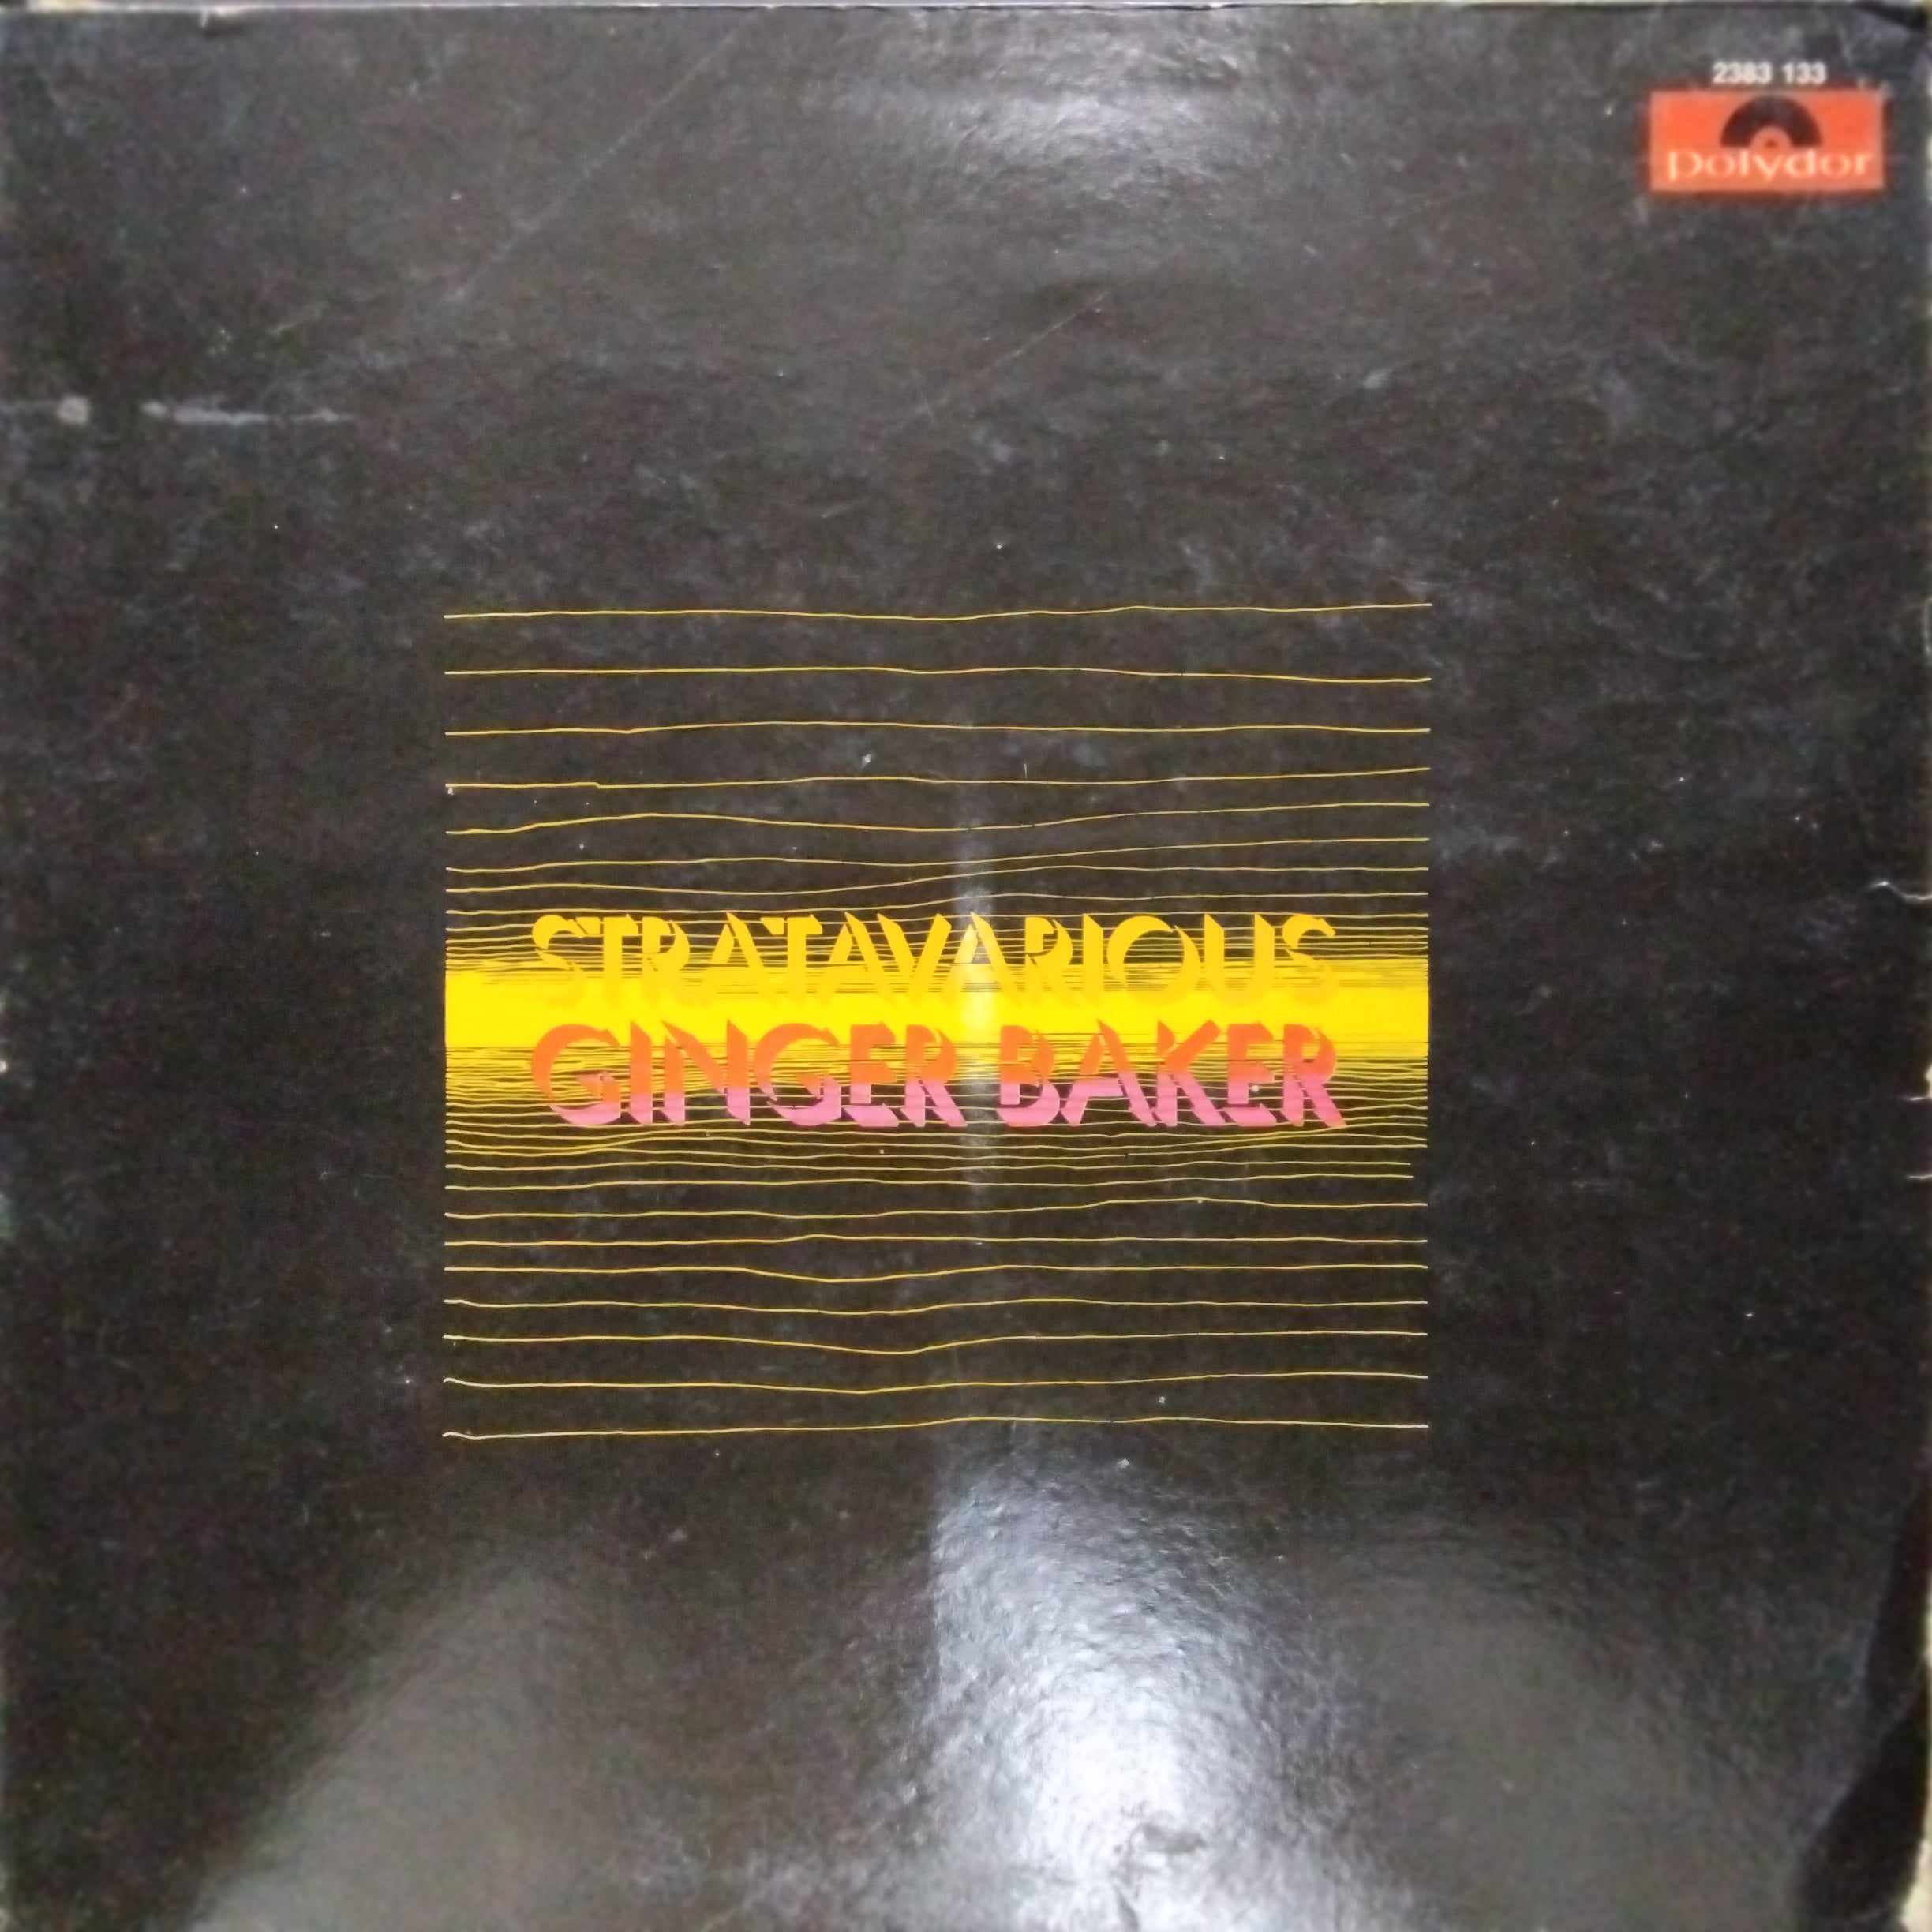 2383 133
polydor
STRATAVARIOUS
GINGER BAKER